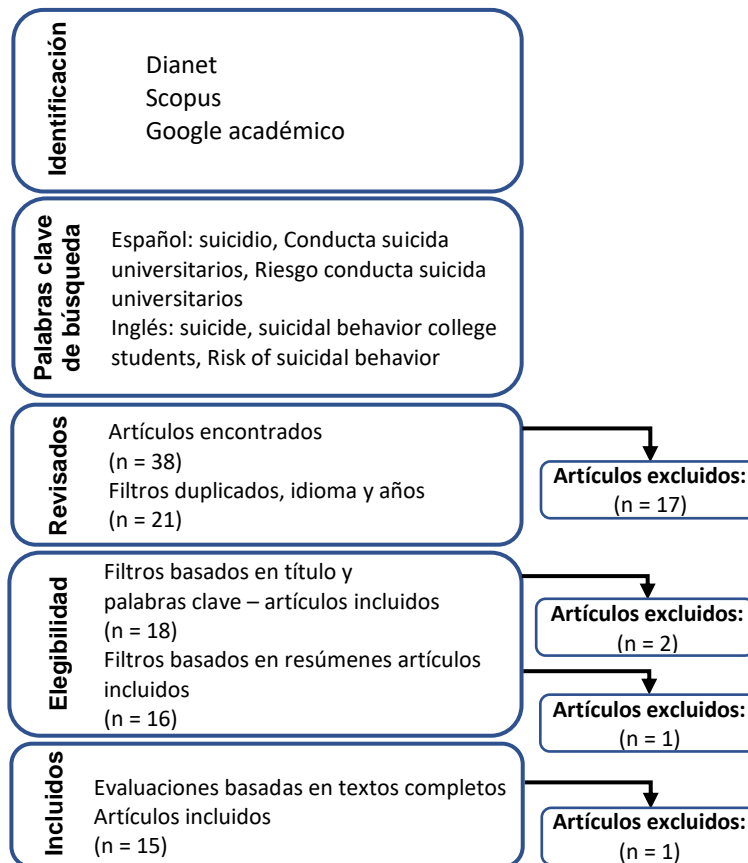 Identificación
Dianet
Scopus
Google académico
Palabras clave
de búsqueda
Español: suicidio, Conducta suicida
universitarios, Riesgo conducta suicida
universitarios
Inglés: suicide, suicidal behavior college
students, Risk of suicidal behavior
Revisados
Artículos encontrados
(n = 38)
Filtros duplicados, idioma y años
(n = 21)
Artículos excluidos:
(n = 17)
Elegibilidad
Filtros basados en título y
palabras clave – artículos incluidos
(n = 18)
Filtros basados en resúmenes artículos
incluidos
(n = 16)
Artículos excluidos:
(n = 2)
Artículos excluidos:
(n = 1)
Incluidos
Evaluaciones basadas en textos completos
Artículos incluidos
(n = 15)
Artículos excluidos:
(n = 1)